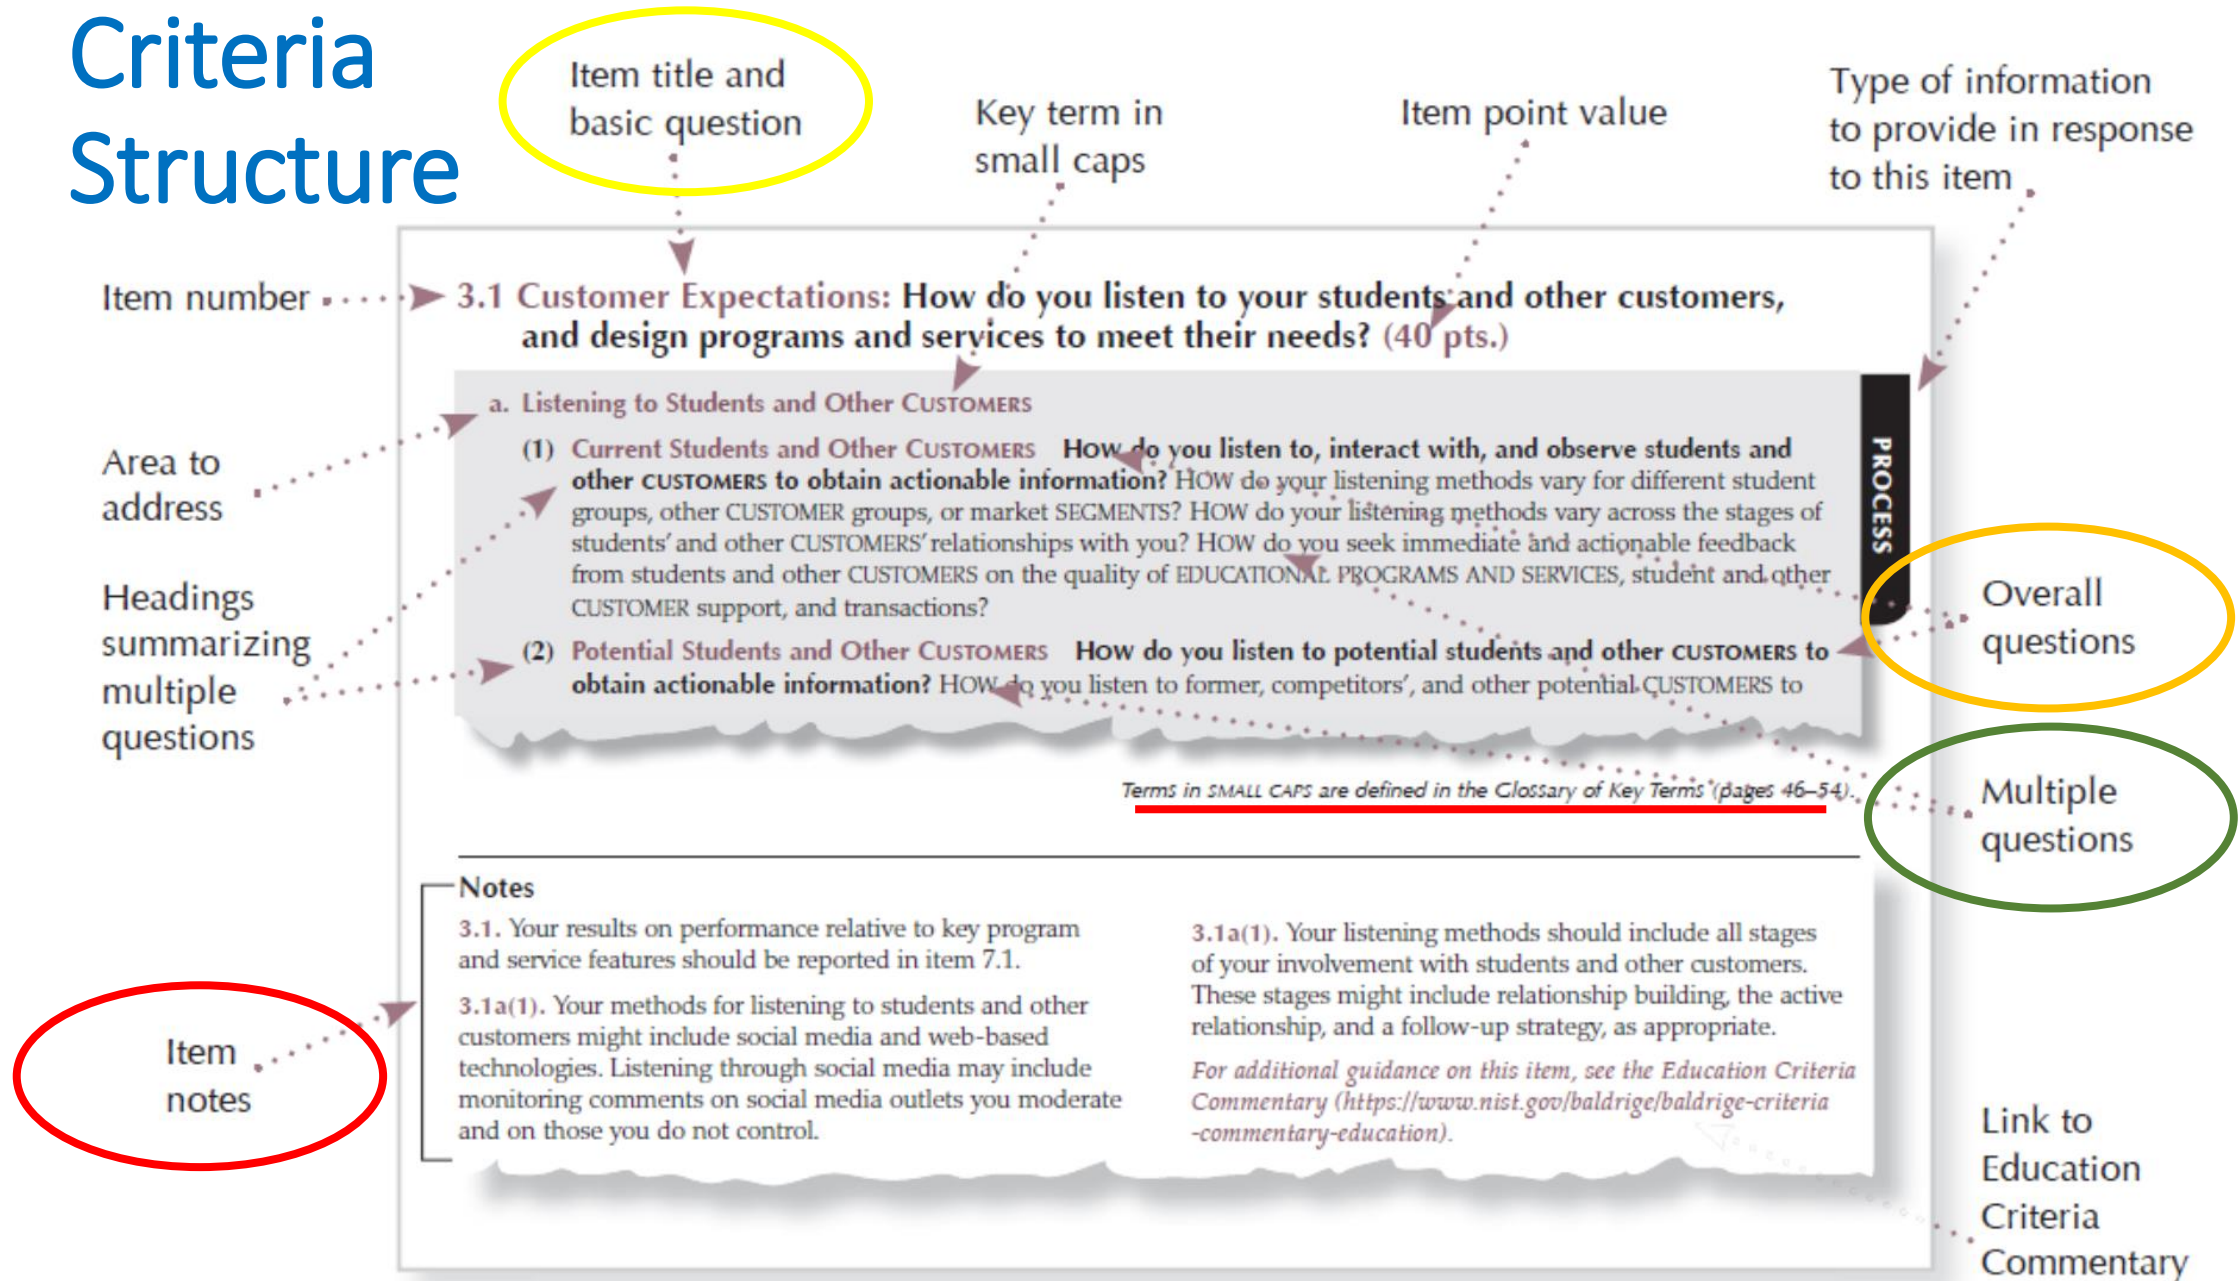 Criteria
Structure
Item title and
basic question
Key term in
small caps
Item point value
Type of information
to provide in response
to this item
Item number
3.1 Customer Expectations: How do you listen to your students and other customers,
and design programs and services to meet their needs? (40 pts.)
Area to
address
a. Listening to Students and Other CUSTOMERS
(1) Current Students and Other CUSTOMERS HOW do you listen to, interact with, and observe students and
other CUSTOMERS to obtain actionable information? HOW do your listening methods vary for different student
groups, other CUSTOMER groups, or market SEGMENTS? HOW do your listening methods vary across the stages of
students' and other CUSTOMERS' relationships with you? HOW do you seek immediate and actionable feedback
from students and other CUSTOMERS on the quality of EDUCATIONAL PROGRAMS AND SERVICES, student and other
CUSTOMER support, and transactions?
(2) Potential Students and Other CUSTOMERS HOW do you listen to potential students and other CUSTOMERS to
obtain actionable information? HOW do you listen to former, competitors', and other potential CUSTOMERS to
PROCESS
Headings
summarizing
multiple
questions
Overall
questions
Multiple
questions
Terms in SMALL CAPS are defined in the Glossary of Key Terms (pages 46–54).
Notes
3.1. Your results on performance relative to key program
and service features should be reported in item 7.1.
3.1a(1). Your methods for listening to students and other
customers might include social media and web-based
technologies. Listening through social media may include
monitoring comments on social media outlets you moderate
and on those you do not control.
3.1a(1). Your listening methods should include all stages
of your involvement with students and other customers.
These stages might include relationship building, the active
relationship, and a follow-up strategy, as appropriate.
For additional guidance on this item, see the Education Criteria
Commentary (https://www.nist.gov/baldrige/baldrige-criteria
-commentary-education).
Item
notes
Link to
Education
Criteria
Commentary